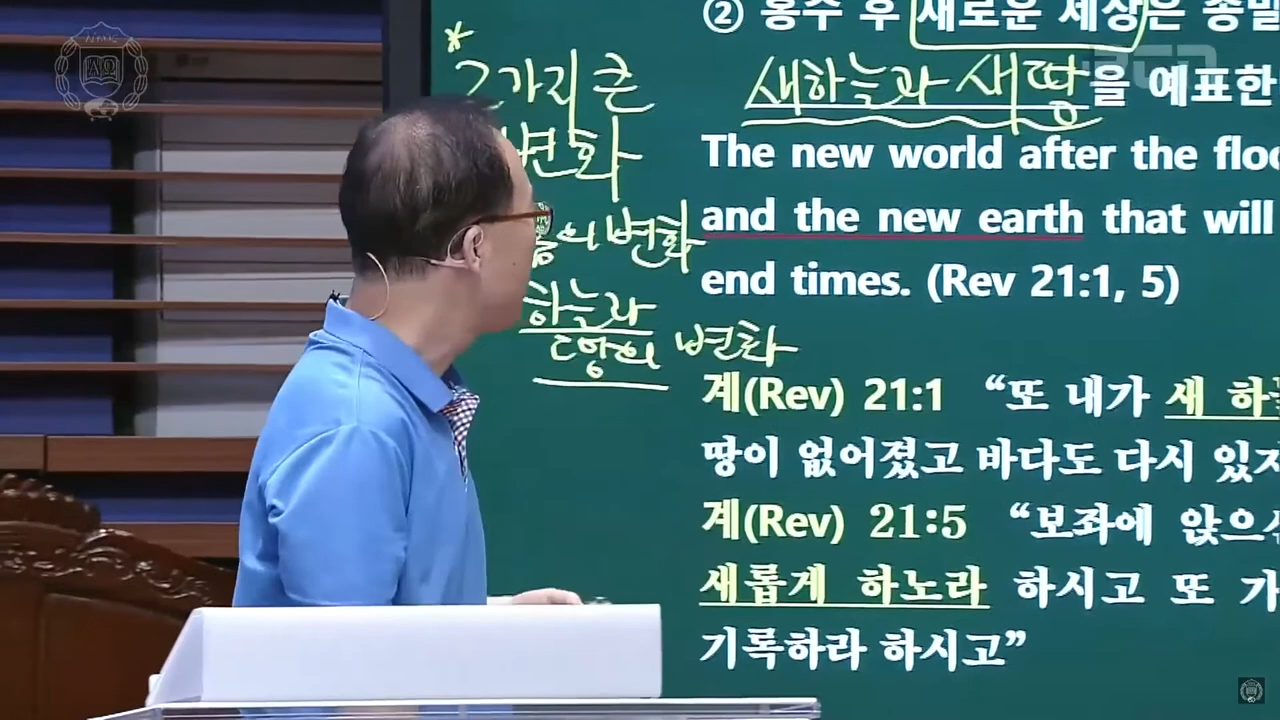 ② 홍수 후 새로운 세상은 종말
새하늘과 새땅을 예표한
The new world after the floo
and the new earth that will
end times. (Rev 21:1, 5)
계(Rev) 21:1 “또 내가 새 하늘
땅이 없어졌고 바다도 다시 있지
계(Rev) 21:5 “보좌에 앉으신
새롭게 하노라 하시고 또 가
기록하라 하시고”
*
2가지 큰
변화
의 변화
하늘과
땅의 변화